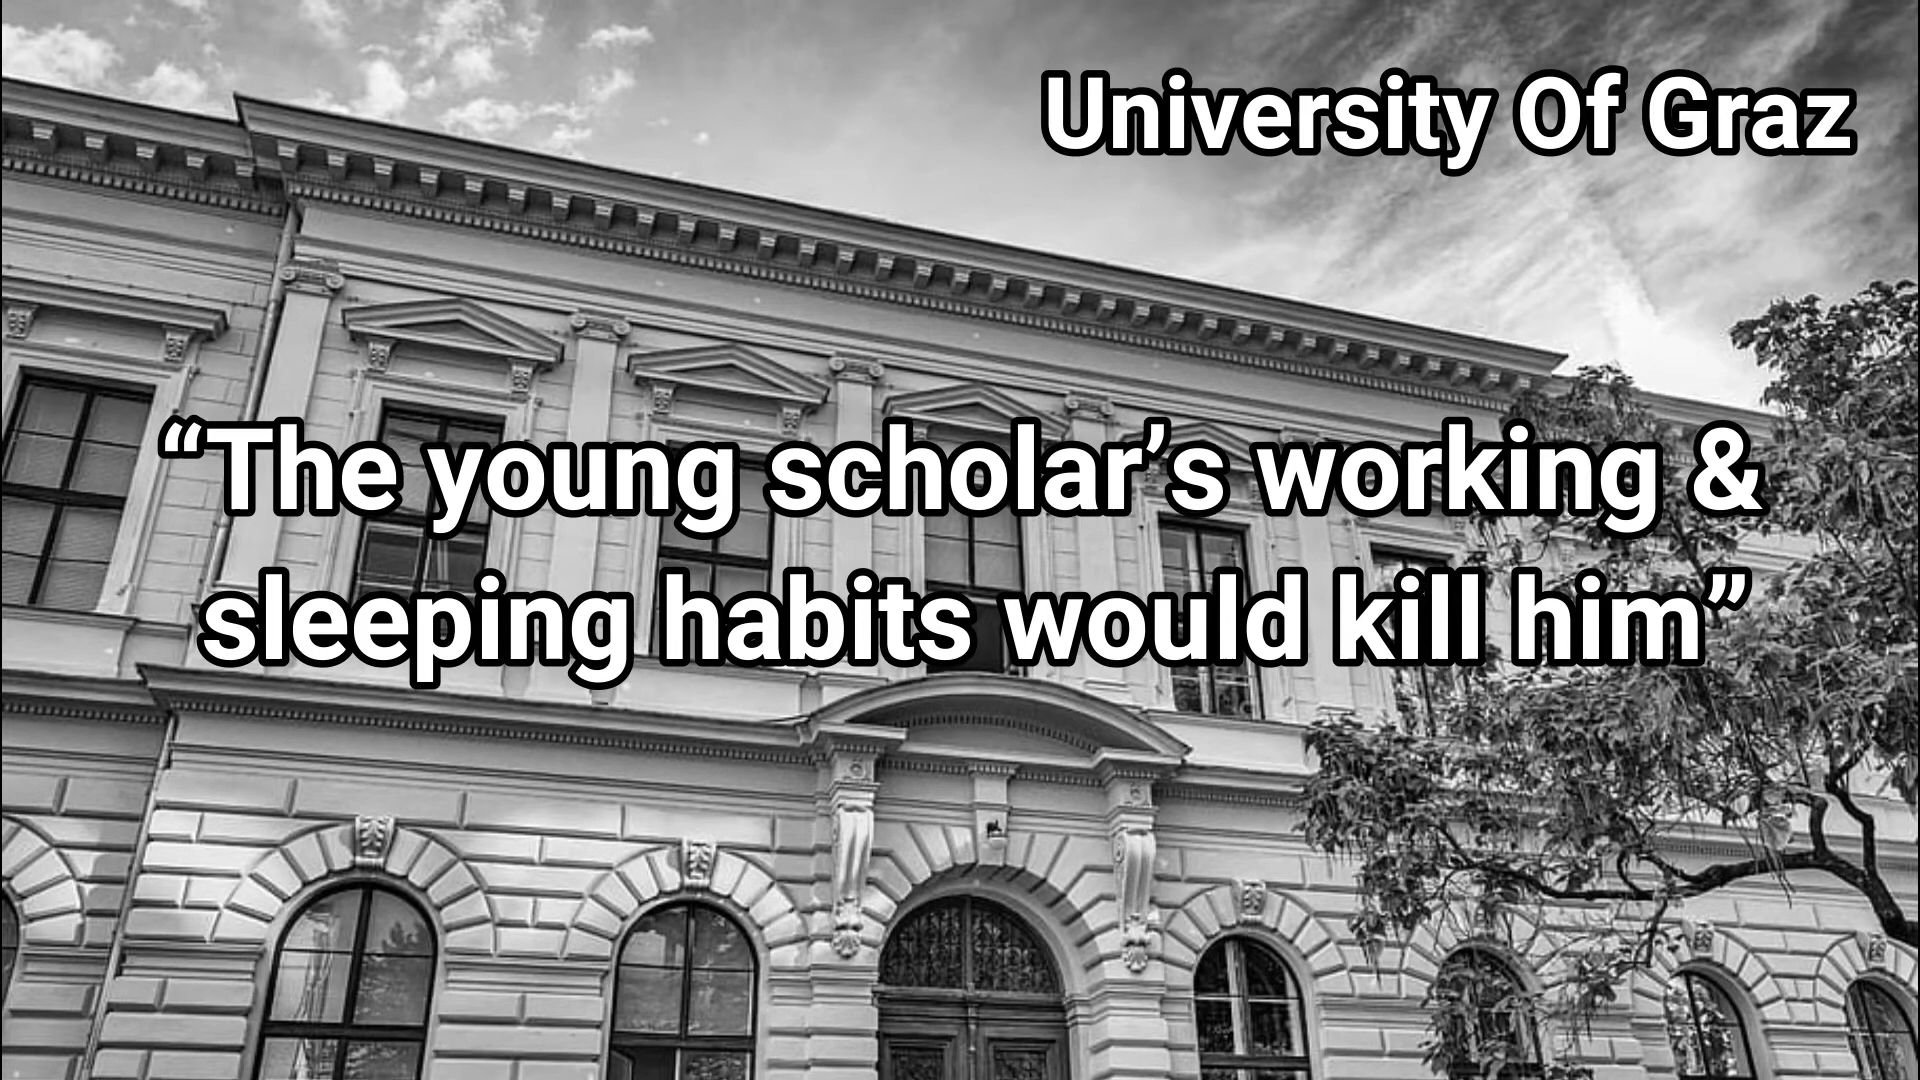 University Of Graz
“The young scholar’s working &
sleeping habits would kill him”